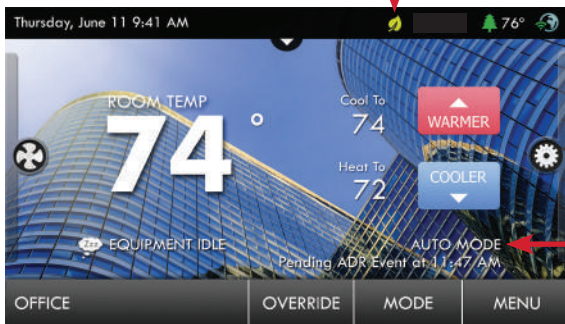 Thursday, June 11 9:41 AM
76°
ROOM TEMP
74°
Cool To
74
WARMER
Heat To
72
COOLER
Zzz
EQUIPMENT IDLE
AUTO MODE
Pending ADR Event at 11:47 AM
OFFICE
OVERRIDE
MODE
MENU